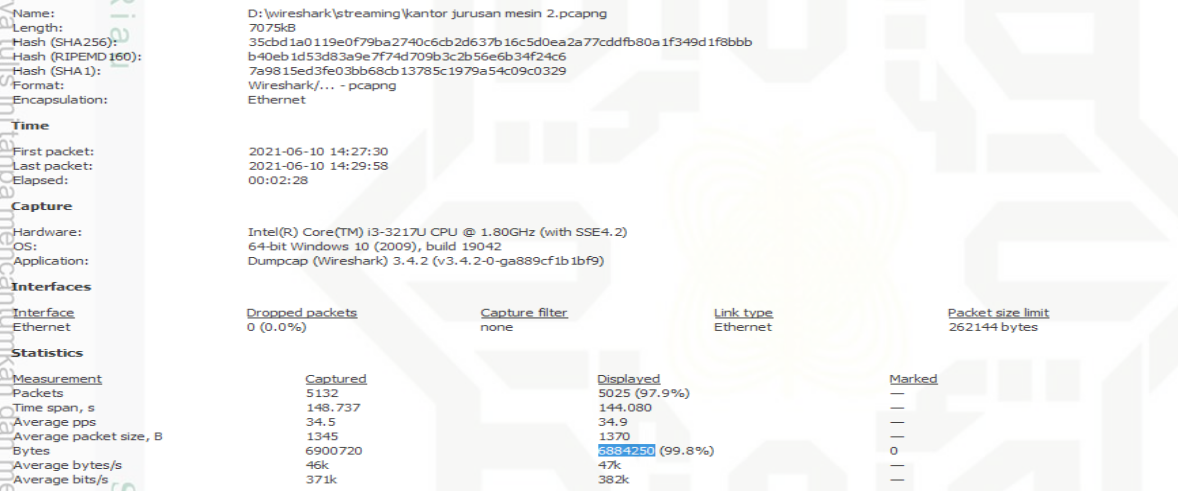 Name: D:\wireshark\streaming\kantor jurusan mesin 2.pcapng
Length: 7075kB
Hash (SHA256): 35cbd1a0119e0f79ba2740c6cb2d637b16c5d0ea2a77cddfb80a1f349d1f8bbb
Hash (RIPEMD160): b40eb1d53d83a9e7f74d709b3c2b56e6b34f24c6
Hash (SHA1): 7a9815ed3fe03bb68cb13785c1979a54c09c0329
Format: Wireshark/... - pcapng
Encapsulation: Ethernet
Time
First packet: 2021-06-10 14:27:30
Last packet: 2021-06-10 14:29:58
Elapsed: 00:02:28
Capture
Hardware: Intel(R) Core(TM) i3-3217U CPU @ 1.80GHz (with SSE4.2)
OS: 64-bit Windows 10 (2009), build 19042
Application: Dumpcap (Wireshark) 3.4.2 (v3.4.2-0-ga889cf1b1bf9)
Interfaces
Interface Dropped packets Capture filter Link type Packet size limit
Ethernet 0 (0.0%) none Ethernet 262144 bytes
Statistics
Measurement Captured Displayed Marked
Packets 5132 5025 (97.9%) —
Time span, s 148.737 144.080 —
Average pps 34.5 34.9 —
Average packet size, B 1345 1370 —
Bytes 6900720 6884250 (99.8%) 0
Average bytes/s 46k 47k —
Average bits/s 371k 382k —
tulis ini tanpa mencantumkan dan
Riau